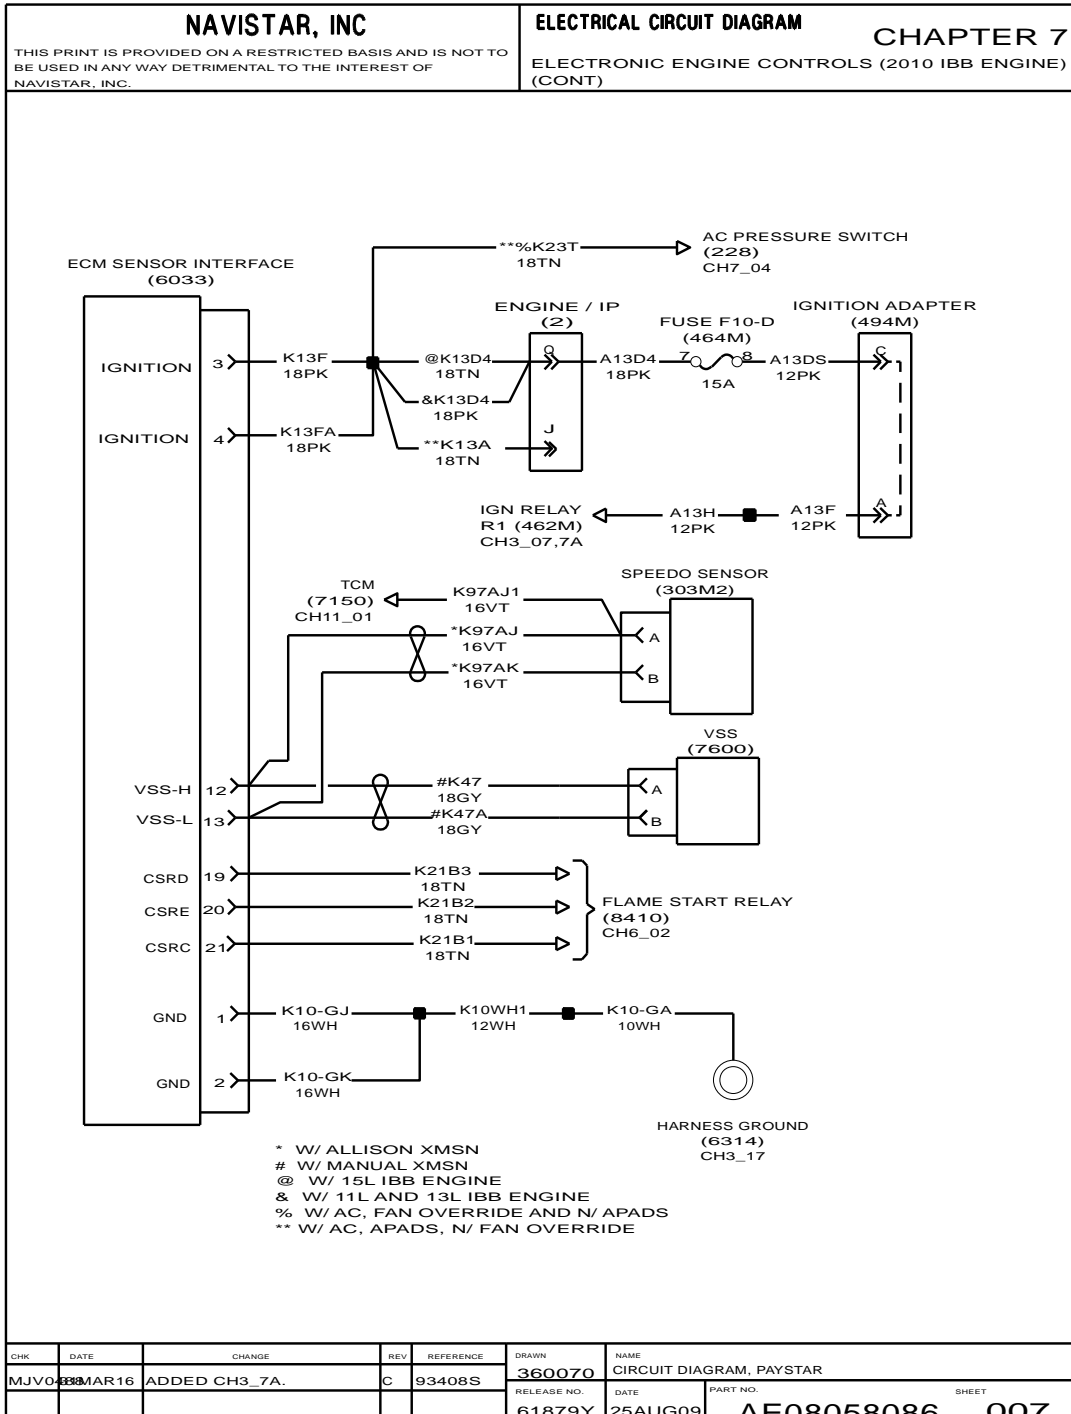 NAVISTAR, INC
THIS PRINT IS PROVIDED ON A RESTRICTED BASIS AND IS NOT TO
BE USED IN ANY WAY DETRIMENTAL TO THE INTEREST OF
NAVISTAR, INC.
ELECTRICAL CIRCUIT DIAGRAM
CHAPTER 7
ELECTRONIC ENGINE CONTROLS (2010 IBB ENGINE)
(CONT)
**%K23T
18TN
AC PRESSURE SWITCH
(228)
CH7_04
ECM SENSOR INTERFACE
(6033)
ENGINE / IP
(2)
FUSE F10-D
(464M)
IGNITION ADAPTER
(494M)
IGNITION 3
K13F
18PK
@K13D4
18TN
Q
A13D4
18PK
7 8
15A
A13DS
12PK
C
&K13D4
18PK
IGNITION 4
K13FA
18PK
**K13A
18TN
J
IGN RELAY
R1 (462M)
CH3_07,7A
A13H
12PK
A13F
12PK
A
TCM
(7150)
CH11_01
K97AJ1
16VT
SPEEDO SENSOR
(303M2)
*K97AJ
16VT
A
*K97AK
16VT
B
VSS
(7600)
VSS-H 12
#K47
18GY
A
VSS-L 13
#K47A
18GY
B
CSRD 19
K21B3
18TN
CSRE 20
K21B2
18TN
CSRC 21
K21B1
18TN
FLAME START RELAY
(8410)
CH6_02
GND 1
K10-GJ
16WH
K10WH1
12WH
K10-GA
10WH
GND 2
K10-GK
16WH
HARNESS GROUND
(6314)
CH3_17
* W/ ALLISON XMSN
# W/ MANUAL XMSN
@ W/ 15L IBB ENGINE
& W/ 11L AND 13L IBB ENGINE
% W/ AC, FAN OVERRIDE AND N/ APADS
** W/ AC, APADS, N/ FAN OVERRIDE
CHK DATE CHANGE REV REFERENCE
ADDED CH3_7A. C 93408S
DRAWN
360070
NAME
CIRCUIT DIAGRAM, PAYSTAR
RELEASE NO.
61879Y
DATE
25AUG09
PART NO.
AE08058086
SHEET
007